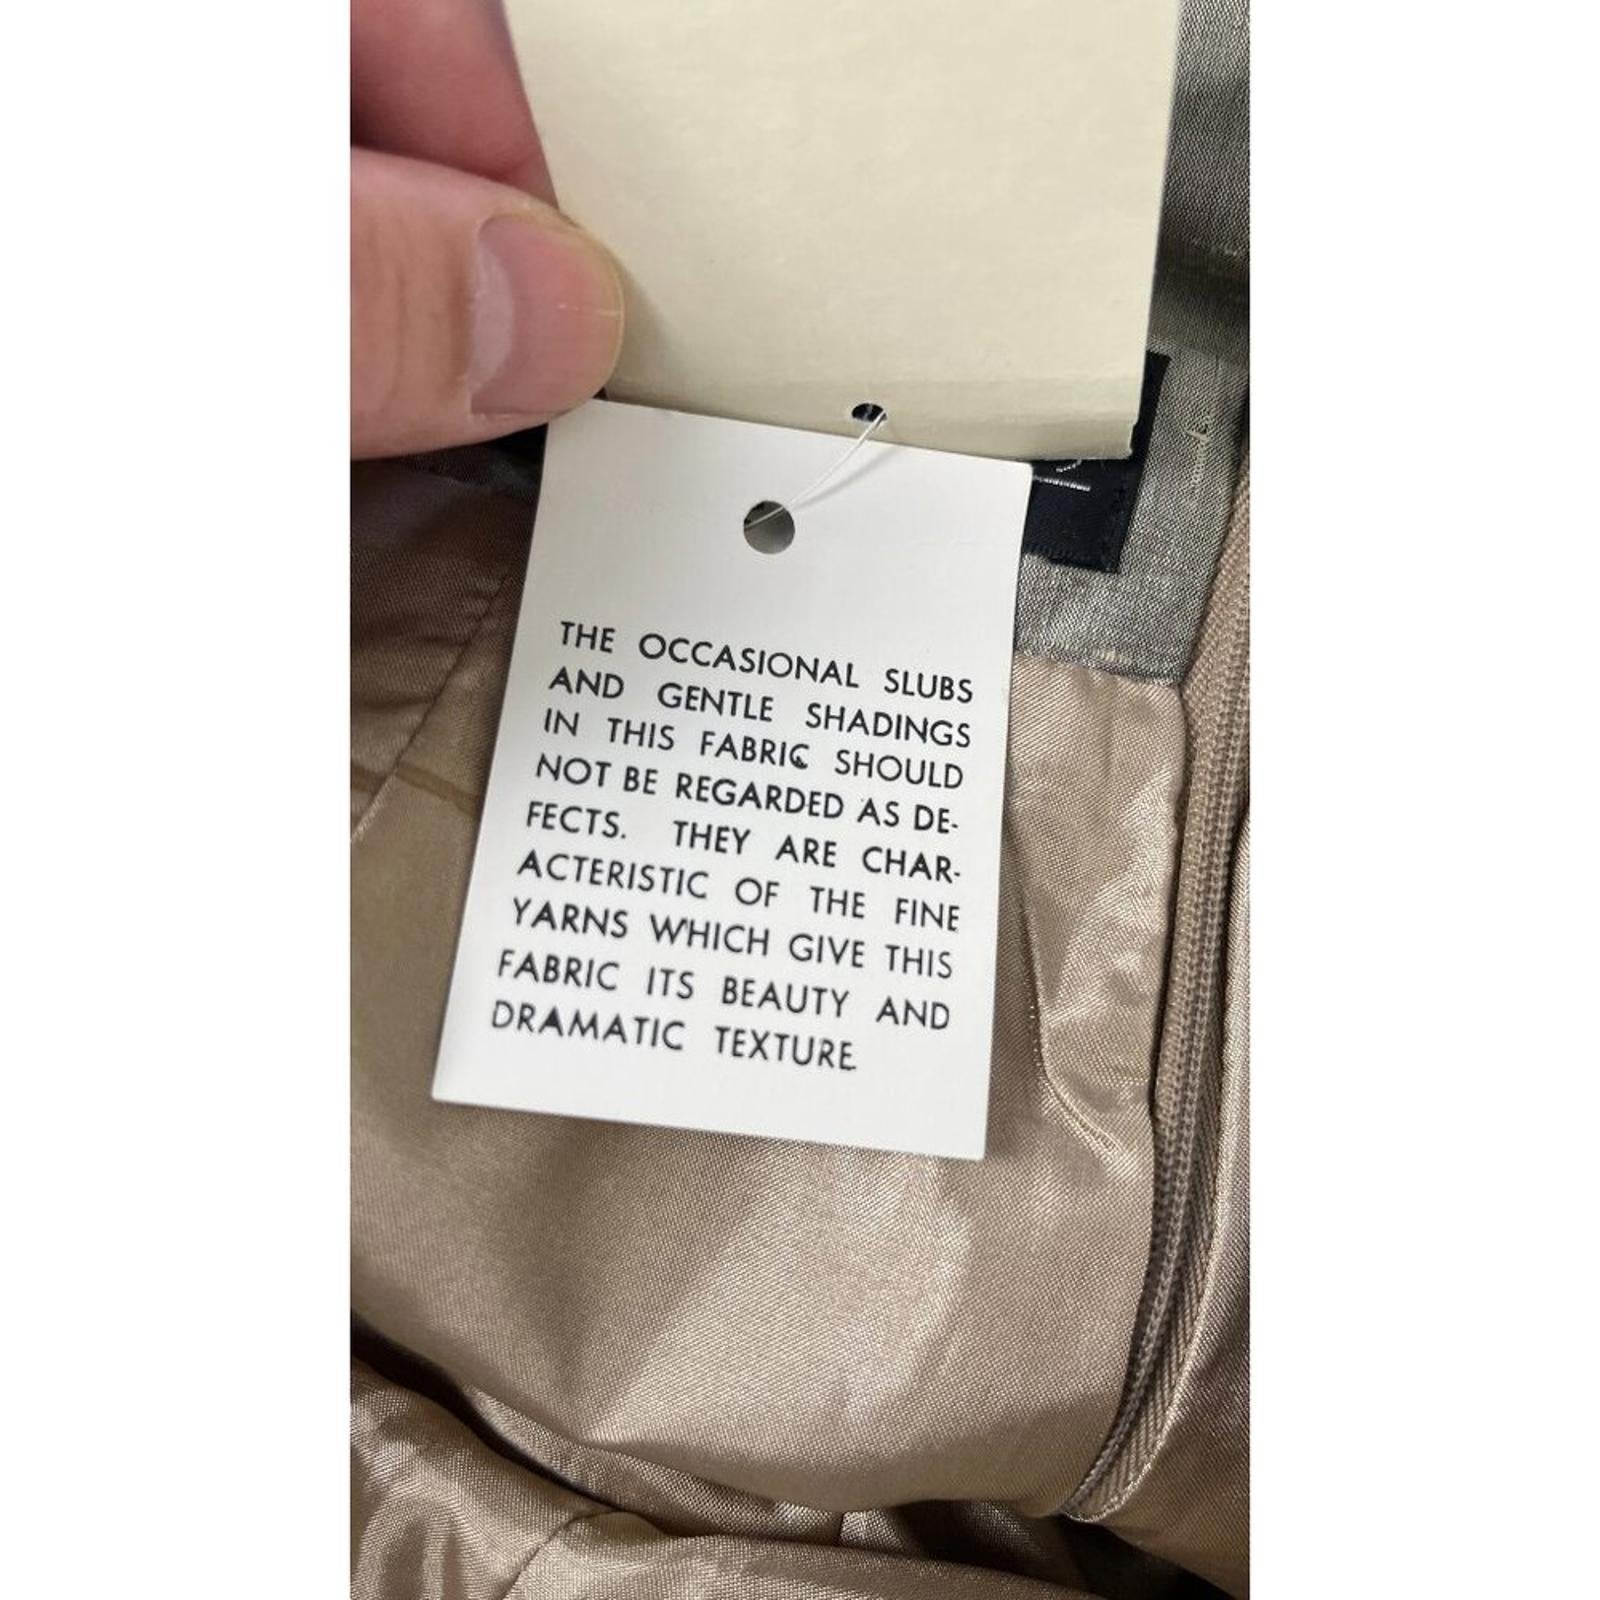 THE OCCASIONAL SLUBS
AND GENTLE SHADINGS
IN THIS FABRIC SHOULD
NOT BE REGARDED AS DE-
FECTS. THEY ARE CHAR-
ACTERISTIC OF THE FINE
YARNS WHICH GIVE THIS
FABRIC ITS BEAUTY AND
DRAMATIC TEXTURE